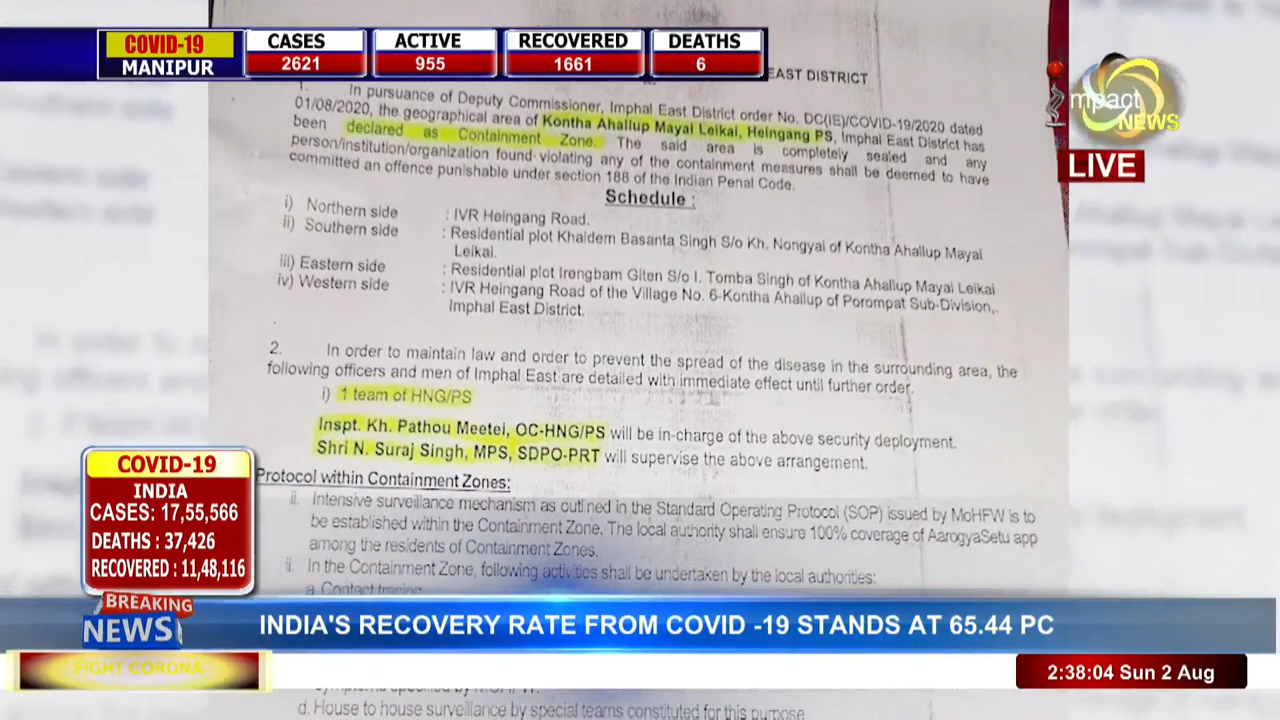 COVID-19
MANIPUR
CASES
2621
ACTIVE
955
RECOVERED
1661
DEATHS
6
EAST DISTRICT
1. In pursuance of Deputy Commissioner, Imphal East District order No. DC(IE)/COVID-19/2020 dated
01/08/2020, the geographical area of Kontha Ahallup Mayai Leikai, Heingang PS, Imphal East District has
been declared as Containment Zone. The said area is completely sealed and any
person/institution/organization found violating any of the containment measures shall be deemed to have
committed an offence punishable under section 188 of the Indian Penal Code.
Schedule :
i) Northern side : IVR Heingang Road.
ii) Southern side : Residential plot Khaidem Basanta Singh S/o Kh. Nongyai of Kontha Ahallup Mayai
Leikai.
iii) Eastern side : Residential plot Irengbam Giten S/o I. Tomba Singh of Kontha Ahallup Mayai Leikai
iv) Western side : IVR Heingang Road of the Village No. 6-Kontha Ahallup of Porompat Sub-Division,.
Imphal East District.
2. In order to maintain law and order to prevent the spread of the disease in the surrounding area, the
following officers and men of Imphal East are detailed with immediate effect until further order.
i) 1 team of HNG/PS
Inspt. Kh. Pathou Meetei, OC-HNG/PS will be in-charge of the above security deployment.
Shri N. Suraj Singh, MPS, SDPO-PRT will supervise the above arrangement.
Protocol within Containment Zones:
ii. Intensive surveillance mechanism as outlined in the Standard Operating Protocol (SOP) issued by MoHFW is to
be established within the Containment Zone. The local authority shall ensure 100% coverage of AarogyaSetu app
among the residents of Containment Zones.
ii. In the Containment Zone, following activities shall be undertaken by the local authorities:
a. Contact tracing
d. House to house surveillance by special teams constituted for this purpose.
mpact
NEWS
LIVE
COVID-19
INDIA
CASES: 17,55,566
DEATHS : 37,426
RECOVERED : 11,48,116
BREAKING
NEWS
INDIA'S RECOVERY RATE FROM COVID -19 STANDS AT 65.44 PC
FIGHT CORONA
2:38:04 Sun 2 Aug